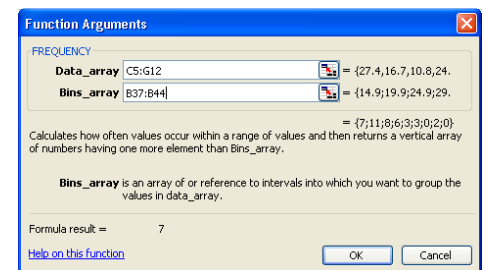 Function Arguments
FREQUENCY
Data_array C5:G12 = {27.4,16.7,10.8,24.
Bins_array B37:B44 = {14.9;19.9;24.9;29.
= {7;11;8;6;3;3;0;2;0}
Calculates how often values occur within a range of values and then returns a vertical array
of numbers having one more element than Bins_array.
Bins_array is an array of or reference to intervals into which you want to group the
values in data_array.
Formula result = 7
Help on this function OK Cancel